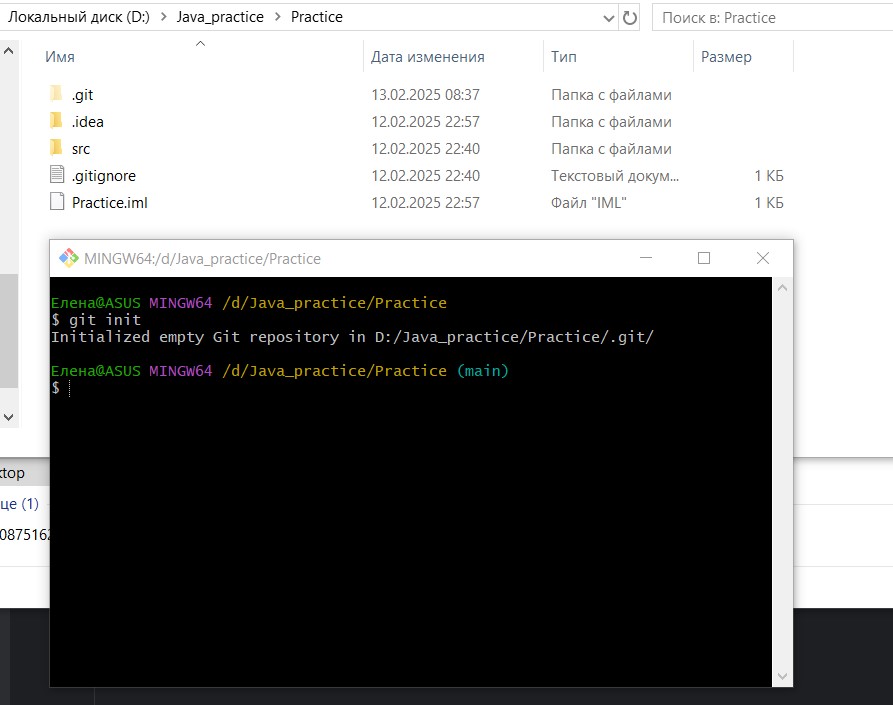 Локальный диск (D:) > Java_practice > Practice
Поиск в: Practice
Имя Дата изменения Тип Размер
.git 13.02.2025 08:37 Папка с файлами
.idea 12.02.2025 22:57 Папка с файлами
src 12.02.2025 22:40 Папка с файлами
.gitignore 12.02.2025 22:40 Текстовый докум... 1 КБ
Practice.iml 12.02.2025 22:57 Файл "IML" 1 КБ
MINGW64:/d/Java_practice/Practice
Елена@ASUS MINGW64 /d/Java_practice/Practice
$ git init
Initialized empty Git repository in D:/Java_practice/Practice/.git/
Елена@ASUS MINGW64 /d/Java_practice/Practice (main)
$
ktop
це (1)
0875162